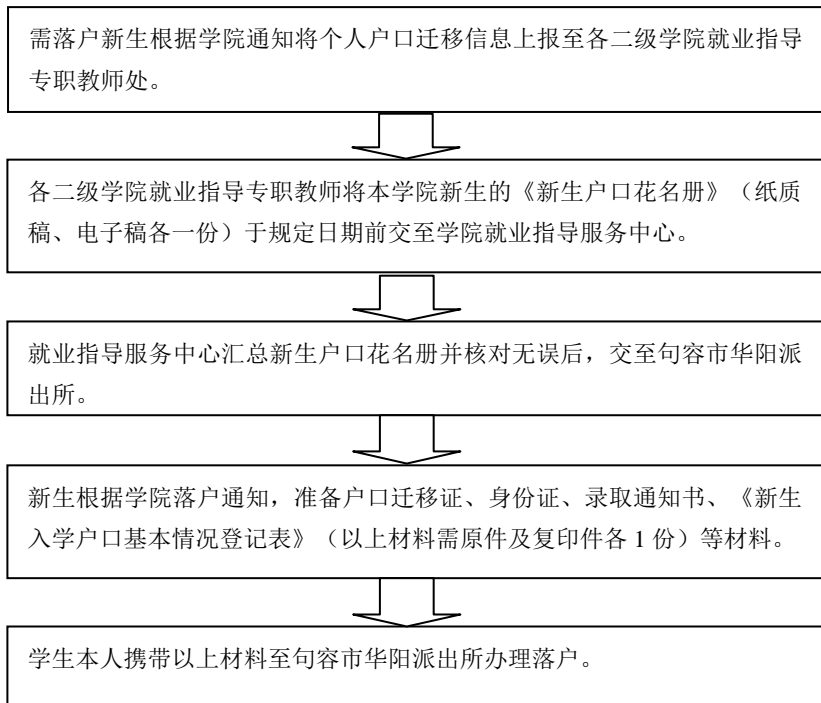 需落户新生根据学院通知将个人户口迁移信息上报至各二级学院就业指导
专职教师处。
各二级学院就业指导专职教师将本学院新生的《新生户口花名册》（纸质
稿、电子稿各一份）于规定日期前交至学院就业指导服务中心。
就业指导服务中心汇总新生户口花名册并核对无误后，交至句容市华阳派
出所。
新生根据学院落户通知，准备户口迁移证、身份证、录取通知书、《新生
入学户口基本情况登记表》（以上材料需原件及复印件各 1 份）等材料。
学生本人携带以上材料至句容市华阳派出所办理落户。